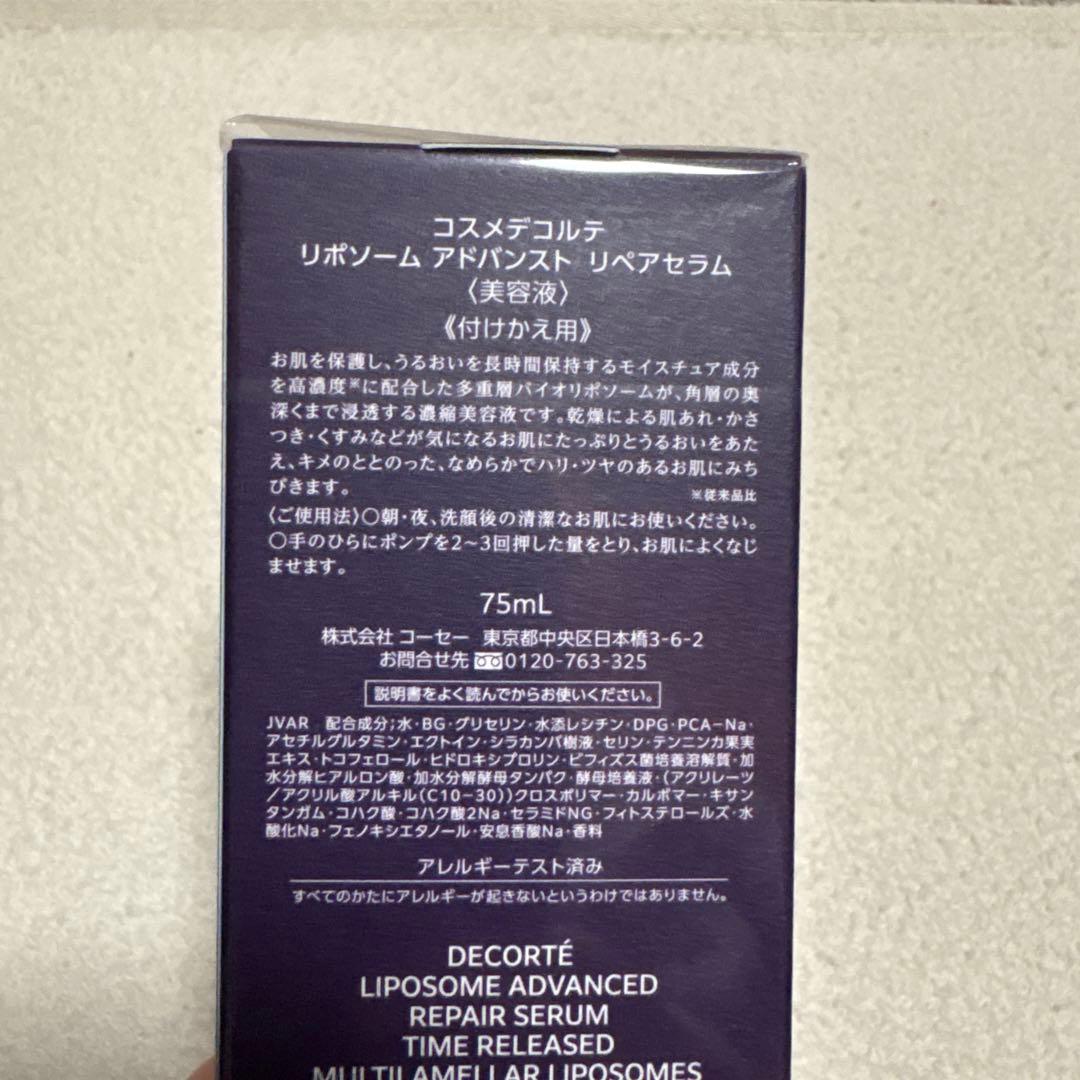 コスメデコルテ
リポソーム アドバンスト リペアセラム
〈美容液〉
《付けかえ用》
お肌を保護し、うるおいを長時間保持するモイスチュア成分
を高濃度※に配合した多重層バイオリポソームが、角層の奥
深くまで浸透する濃縮美容液です。乾燥による肌あれ・かさ
つき・くすみなどが気になるお肌にたっぷりとうるおいをあた
え、キメのととのった、なめらかでハリ・ツヤのあるお肌にみち
びきます。 ※従来品比
〈ご使用法〉○朝・夜、洗顔後の清潔なお肌にお使いください。
○手のひらにポンプを2～3回押した量をとり、お肌によくなじ
ませます。
75mL
株式会社 コーセー 東京都中央区日本橋3-6-2
お問合せ先 0120-763-325
説明書をよく読んでからお使いください。
JVAR 配合成分；水・BG・グリセリン・水添レシチン・DPG・PCA-Na・
アセチルグルタミン・エクトイン・シラカンバ樹液・セリン・テンニンカ果実
エキス・トコフェロール・ヒドロキシプロリン・ビフィズス菌培養溶解質・加
水分解ヒアルロン酸・加水分解酵母タンパク・酵母培養液・（アクリレーツ
／アクリル酸アルキル（C10-30））クロスポリマー・カルボマー・キサン
タンガム・コハク酸・コハク酸2Na・セラミドNG・フィトステロールズ・水
酸化Na・フェノキシエタノール・安息香酸Na・香料
アレルギーテスト済み
すべてのかたにアレルギーが起きないというわけではありません。
DECORTÉ
LIPOSOME ADVANCED
REPAIR SERUM
TIME RELEASED
MULTILAMELLAR LIPOSOMES